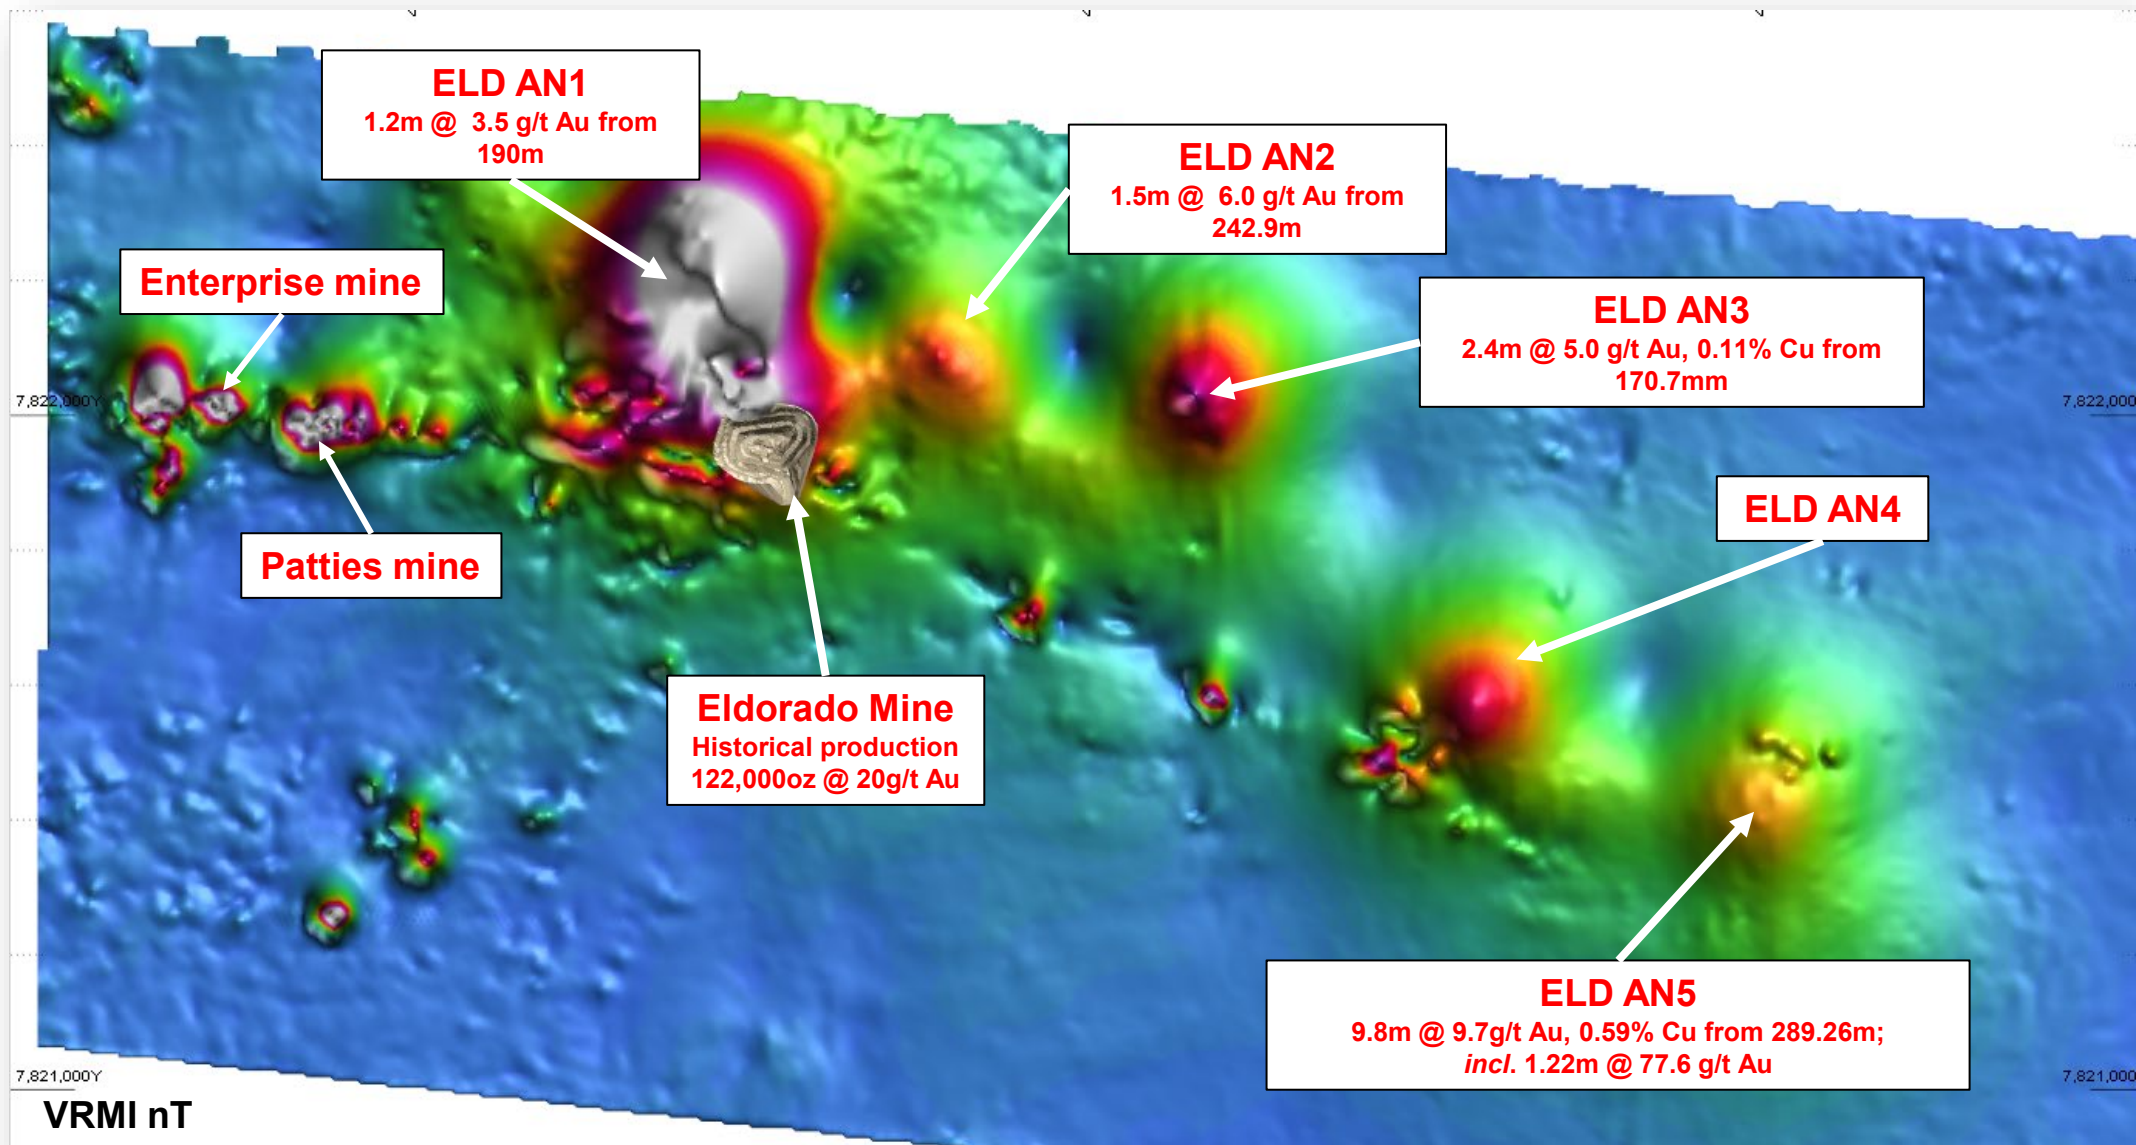 ELD AN1
1.2m @ 3.5 g/t Au from
190m
ELD AN2
1.5m @ 6.0 g/t Au from
242.9m
Enterprise mine
ELD AN3
2.4m @ 5.0 g/t Au, 0.11% Cu from
170.7mm
7,822,000Y
7,822,000
ELD AN4
Patties mine
Eldorado Mine
Historical production
122,000oz @ 20g/t Au
ELD AN5
9.8m @ 9.7g/t Au, 0.59% Cu from 289.26m;
incl. 1.22m @ 77.6 g/t Au
7,821,000Y
7,821,000
VRMI nT